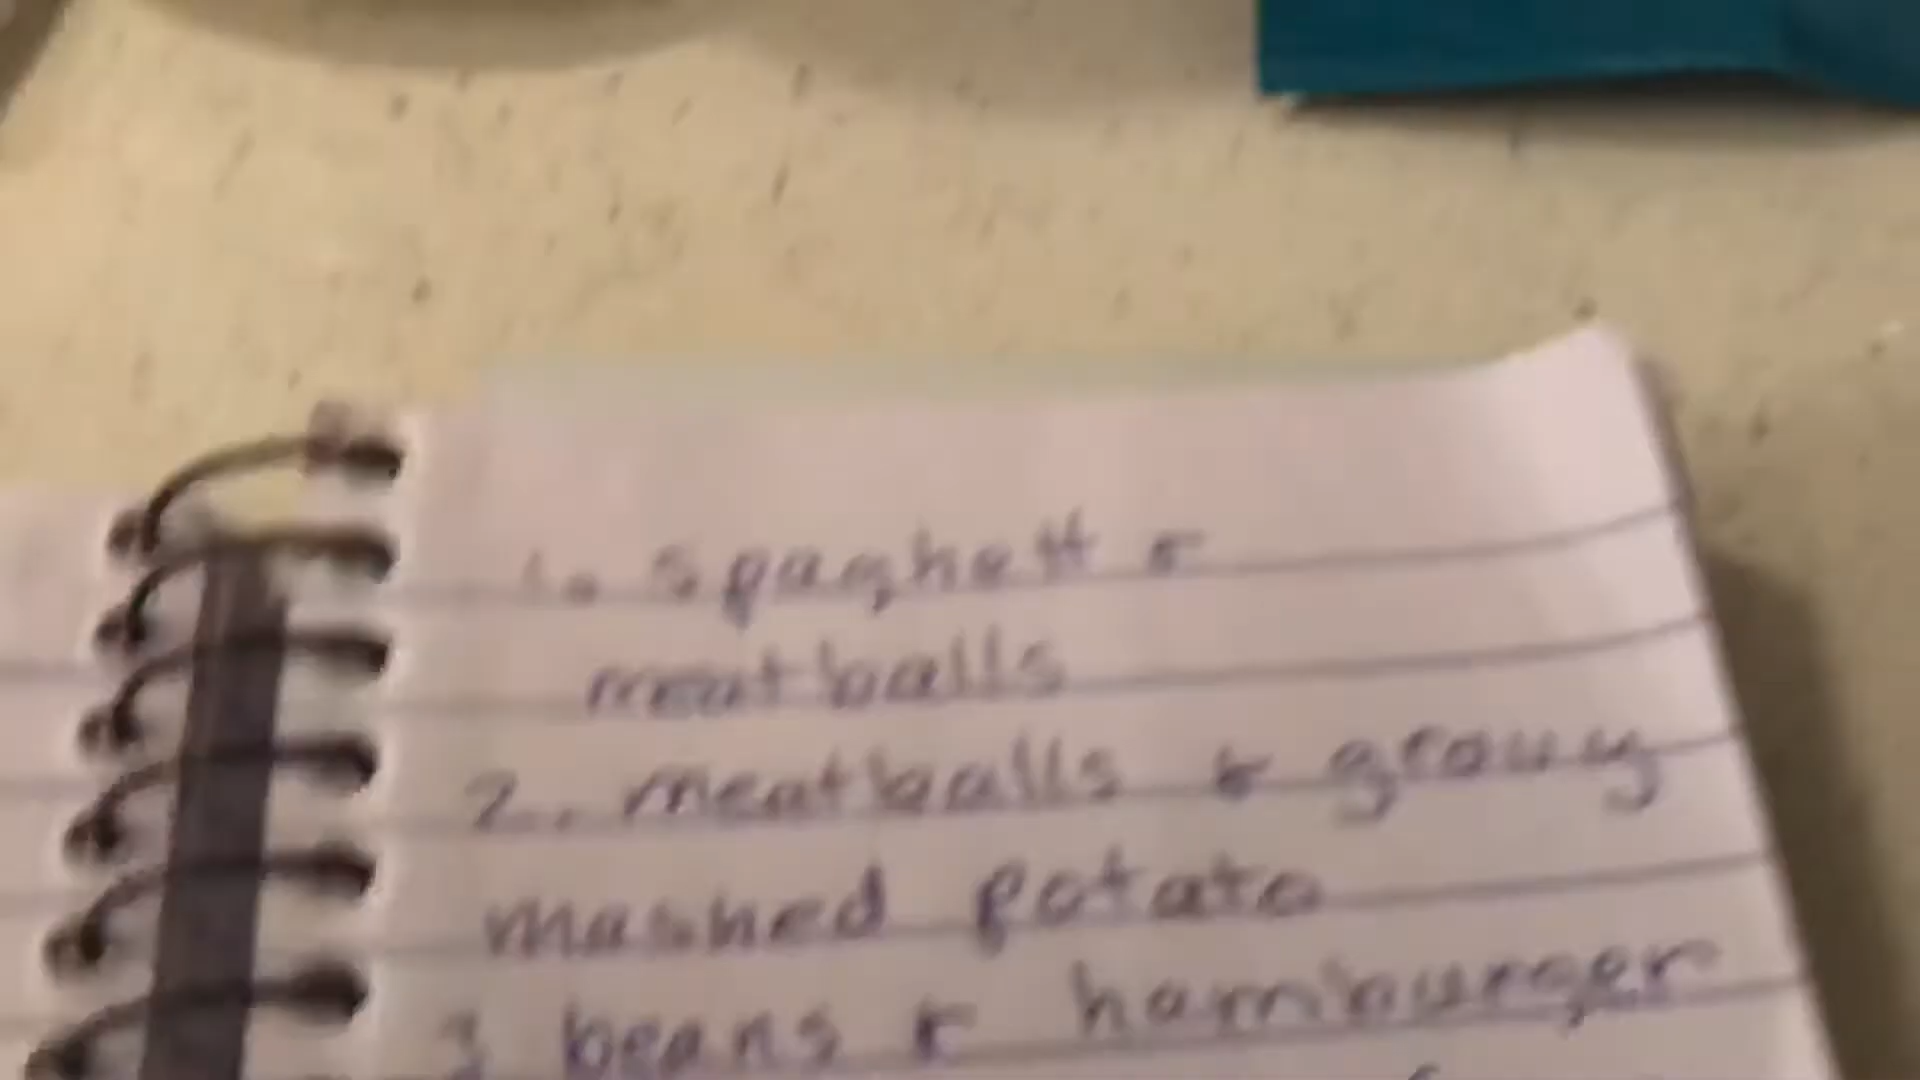 1. Spaghetti &
meatballs
2. meatballs & gravy
mashed potato
3 beans & hamburger